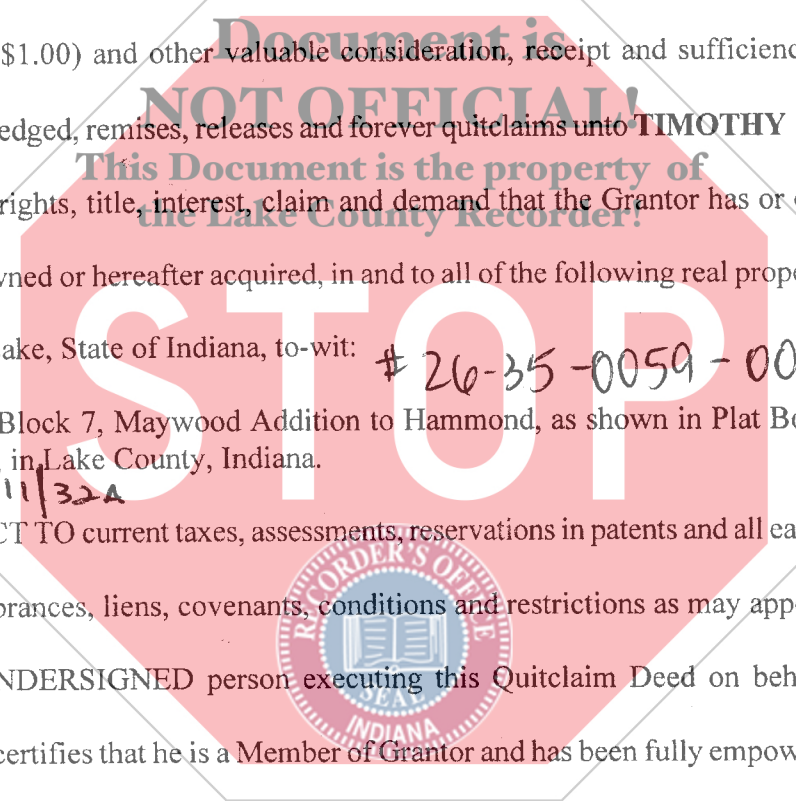 Document is
$1.00) and other valuable consideration, receipt and sufficienc
NOT OFFICIAL!
edged, remises, releases and forever quitclaims unto TIMOTHY
This Document is the property of
rights, title, interest, claim and demand that the Grantor has or
the Lake County Recorder!
ned or hereafter acquired, in and to all of the following real prope
ake, State of Indiana, to-wit: # 26-35-0059-00
STOP
Block 7, Maywood Addition to Hammond, as shown in Plat Bo
, in Lake County, Indiana.
11/32A
CT TO current taxes, assessments, reservations in patents and all ea
brances, liens, covenants, conditions and restrictions as may app
NDERSIGNED person executing this Quitclaim Deed on beh
certifies that he is a Member of Grantor and has been fully empow
RECORDER'S OFFICE
SEAL
INDIANA